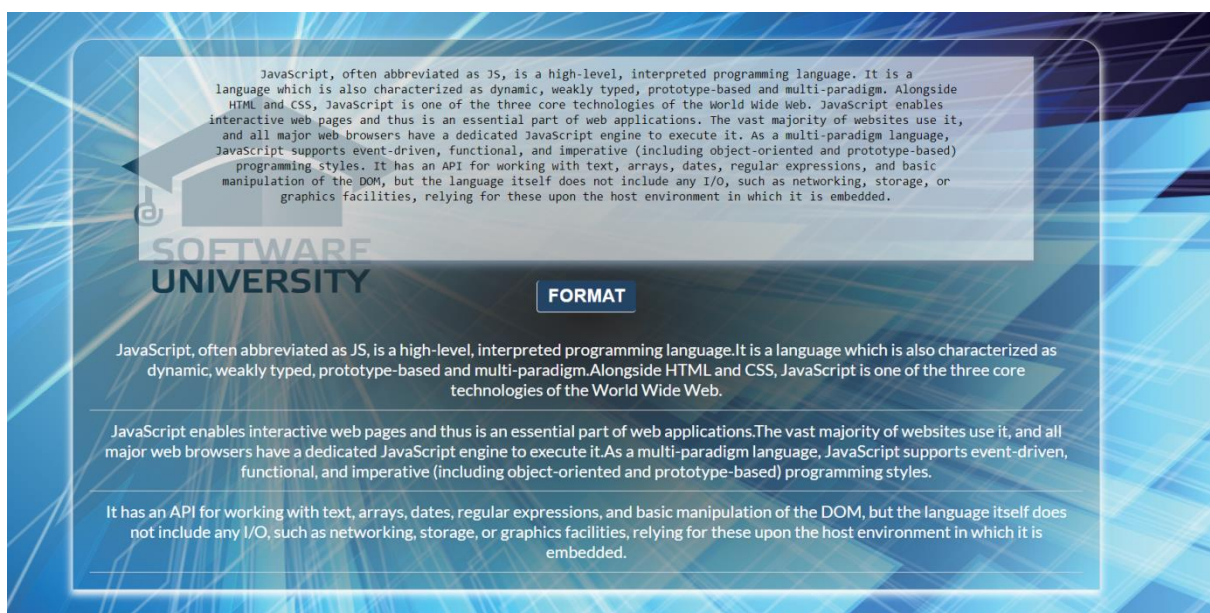 JavaScript, often abbreviated as JS, is a high-level, interpreted programming language. It is a
language which is also characterized as dynamic, weakly typed, prototype-based and multi-paradigm. Alongside
HTML and CSS, JavaScript is one of the three core technologies of the World Wide Web. JavaScript enables
interactive web pages and thus is an essential part of web applications. The vast majority of websites use it,
and all major web browsers have a dedicated JavaScript engine to execute it. As a multi-paradigm language,
JavaScript supports event-driven, functional, and imperative (including object-oriented and prototype-based)
programming styles. It has an API for working with text, arrays, dates, regular expressions, and basic
manipulation of the DOM, but the language itself does not include any I/O, such as networking, storage, or
graphics facilities, relying for these upon the host environment in which it is embedded.
SOFTWARE
UNIVERSITY
FORMAT
JavaScript, often abbreviated as JS, is a high-level, interpreted programming language.It is a language which is also characterized as
dynamic, weakly typed, prototype-based and multi-paradigm.Alongside HTML and CSS, JavaScript is one of the three core
technologies of the World Wide Web.
JavaScript enables interactive web pages and thus is an essential part of web applications.The vast majority of websites use it, and all
major web browsers have a dedicated JavaScript engine to execute it.As a multi-paradigm language, JavaScript supports event-driven,
functional, and imperative (including object-oriented and prototype-based) programming styles.
It has an API for working with text, arrays, dates, regular expressions, and basic manipulation of the DOM, but the language itself does
not include any I/O, such as networking, storage, or graphics facilities, relying for these upon the host environment in which it is
embedded.